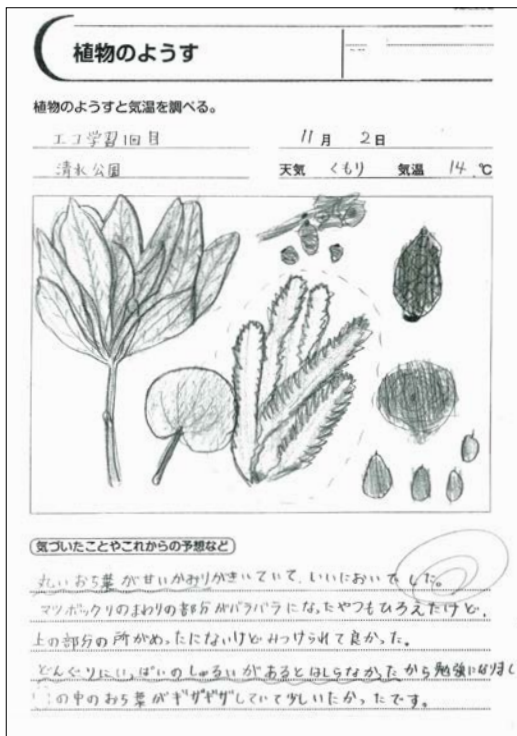 植物のようす
植物のようすと気温を調べる。
エコ学習1回目 11月 2日
清水公園 天気 くもり 気温 14.℃
気づいたことやこれからの予想など
丸いおち葉が甘いかおりがきいていて、いいにおいでした。
マツボックリのまわりの部分がバラバラになったやつもひろえたけど、
上の部分の所がめったにないけどみつけられて良かった。
どんぐりにいっぱいのしゅるいがあるとはしらなかったから勉強になりまし
の中のおち葉がギザギザしていて少しいたかったです。